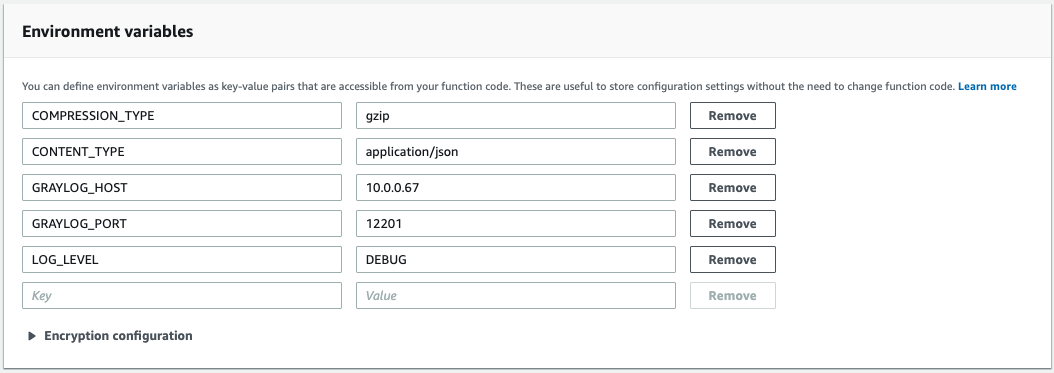 Environment variables
You can define environment variables as key-value pairs that are accessible from your function code. These are useful to store configuration settings without the need to change function code. Learn more
COMPRESSION_TYPE gzip Remove
CONTENT_TYPE application/json Remove
GRAYLOG_HOST 10.0.0.67 Remove
GRAYLOG_PORT 12201 Remove
LOG_LEVEL DEBUG Remove
Key Value Remove
Encryption configuration